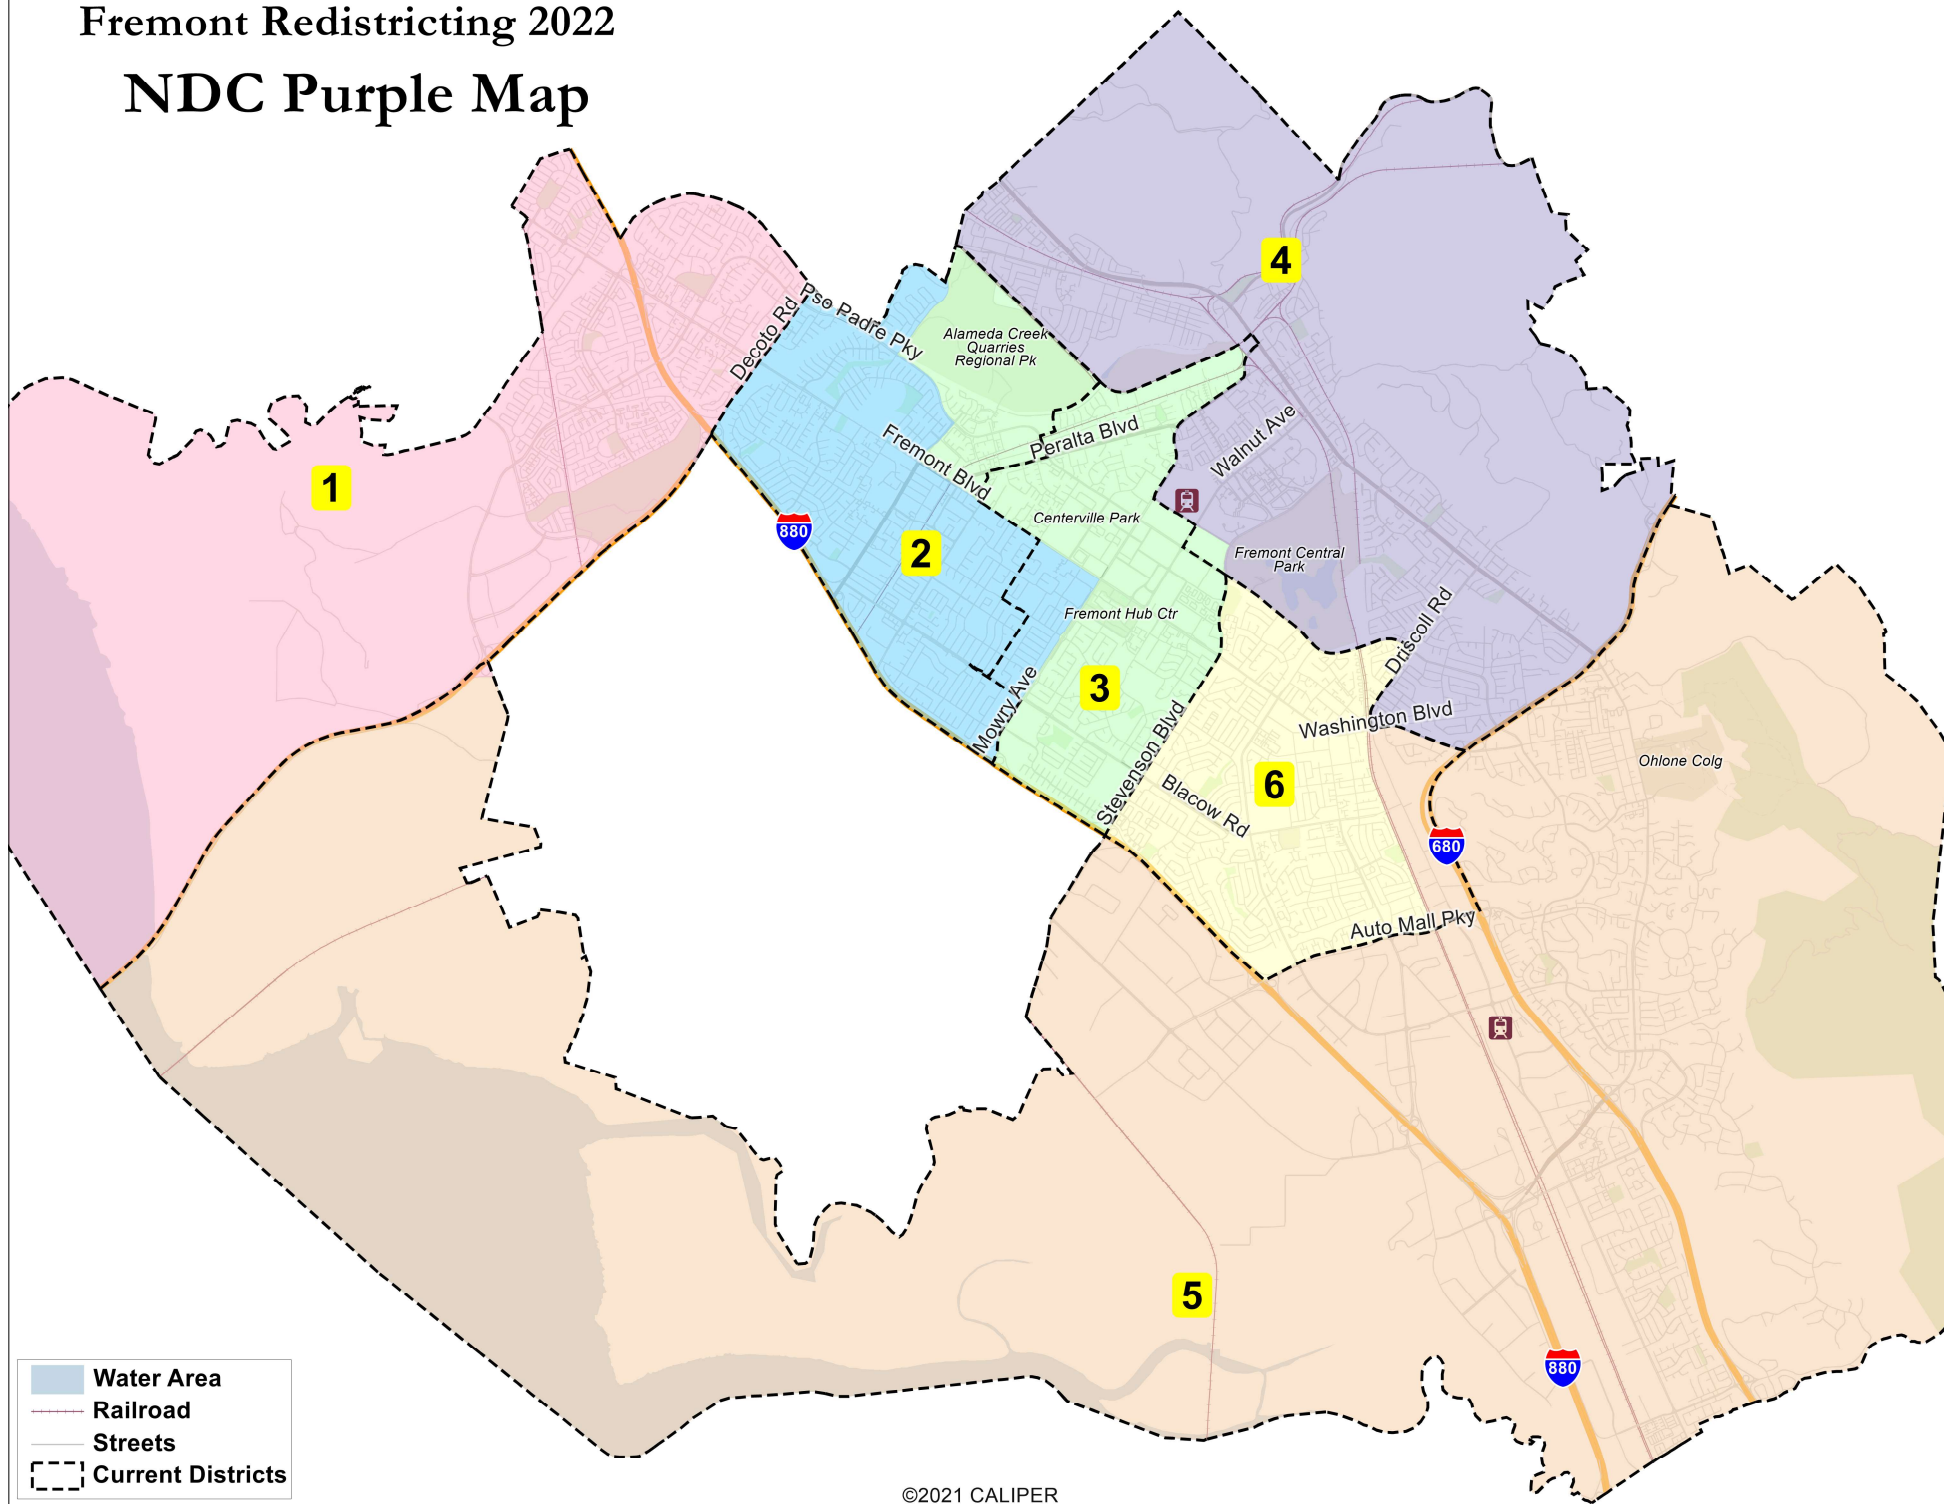 Fremont Redistricting 2022
NDC Purple Map
4
Decoto Rd
Pso Padre Pky
Alameda Creek
Quarries
Regional Pk
1
Fremont Blvd
Peralta Blvd
Walnut Ave
880
2
Centerville Park
Fremont Central
Park
Fremont Hub Ctr
Driscoll Rd
3
Mowry Ave
Stevenson Blvd
Washington Blvd
Ohlone Colg
6
Blacow Rd
680
Auto Mall Pky
5
880
Water Area
Railroad
Streets
Current Districts
©2021 CALIPER